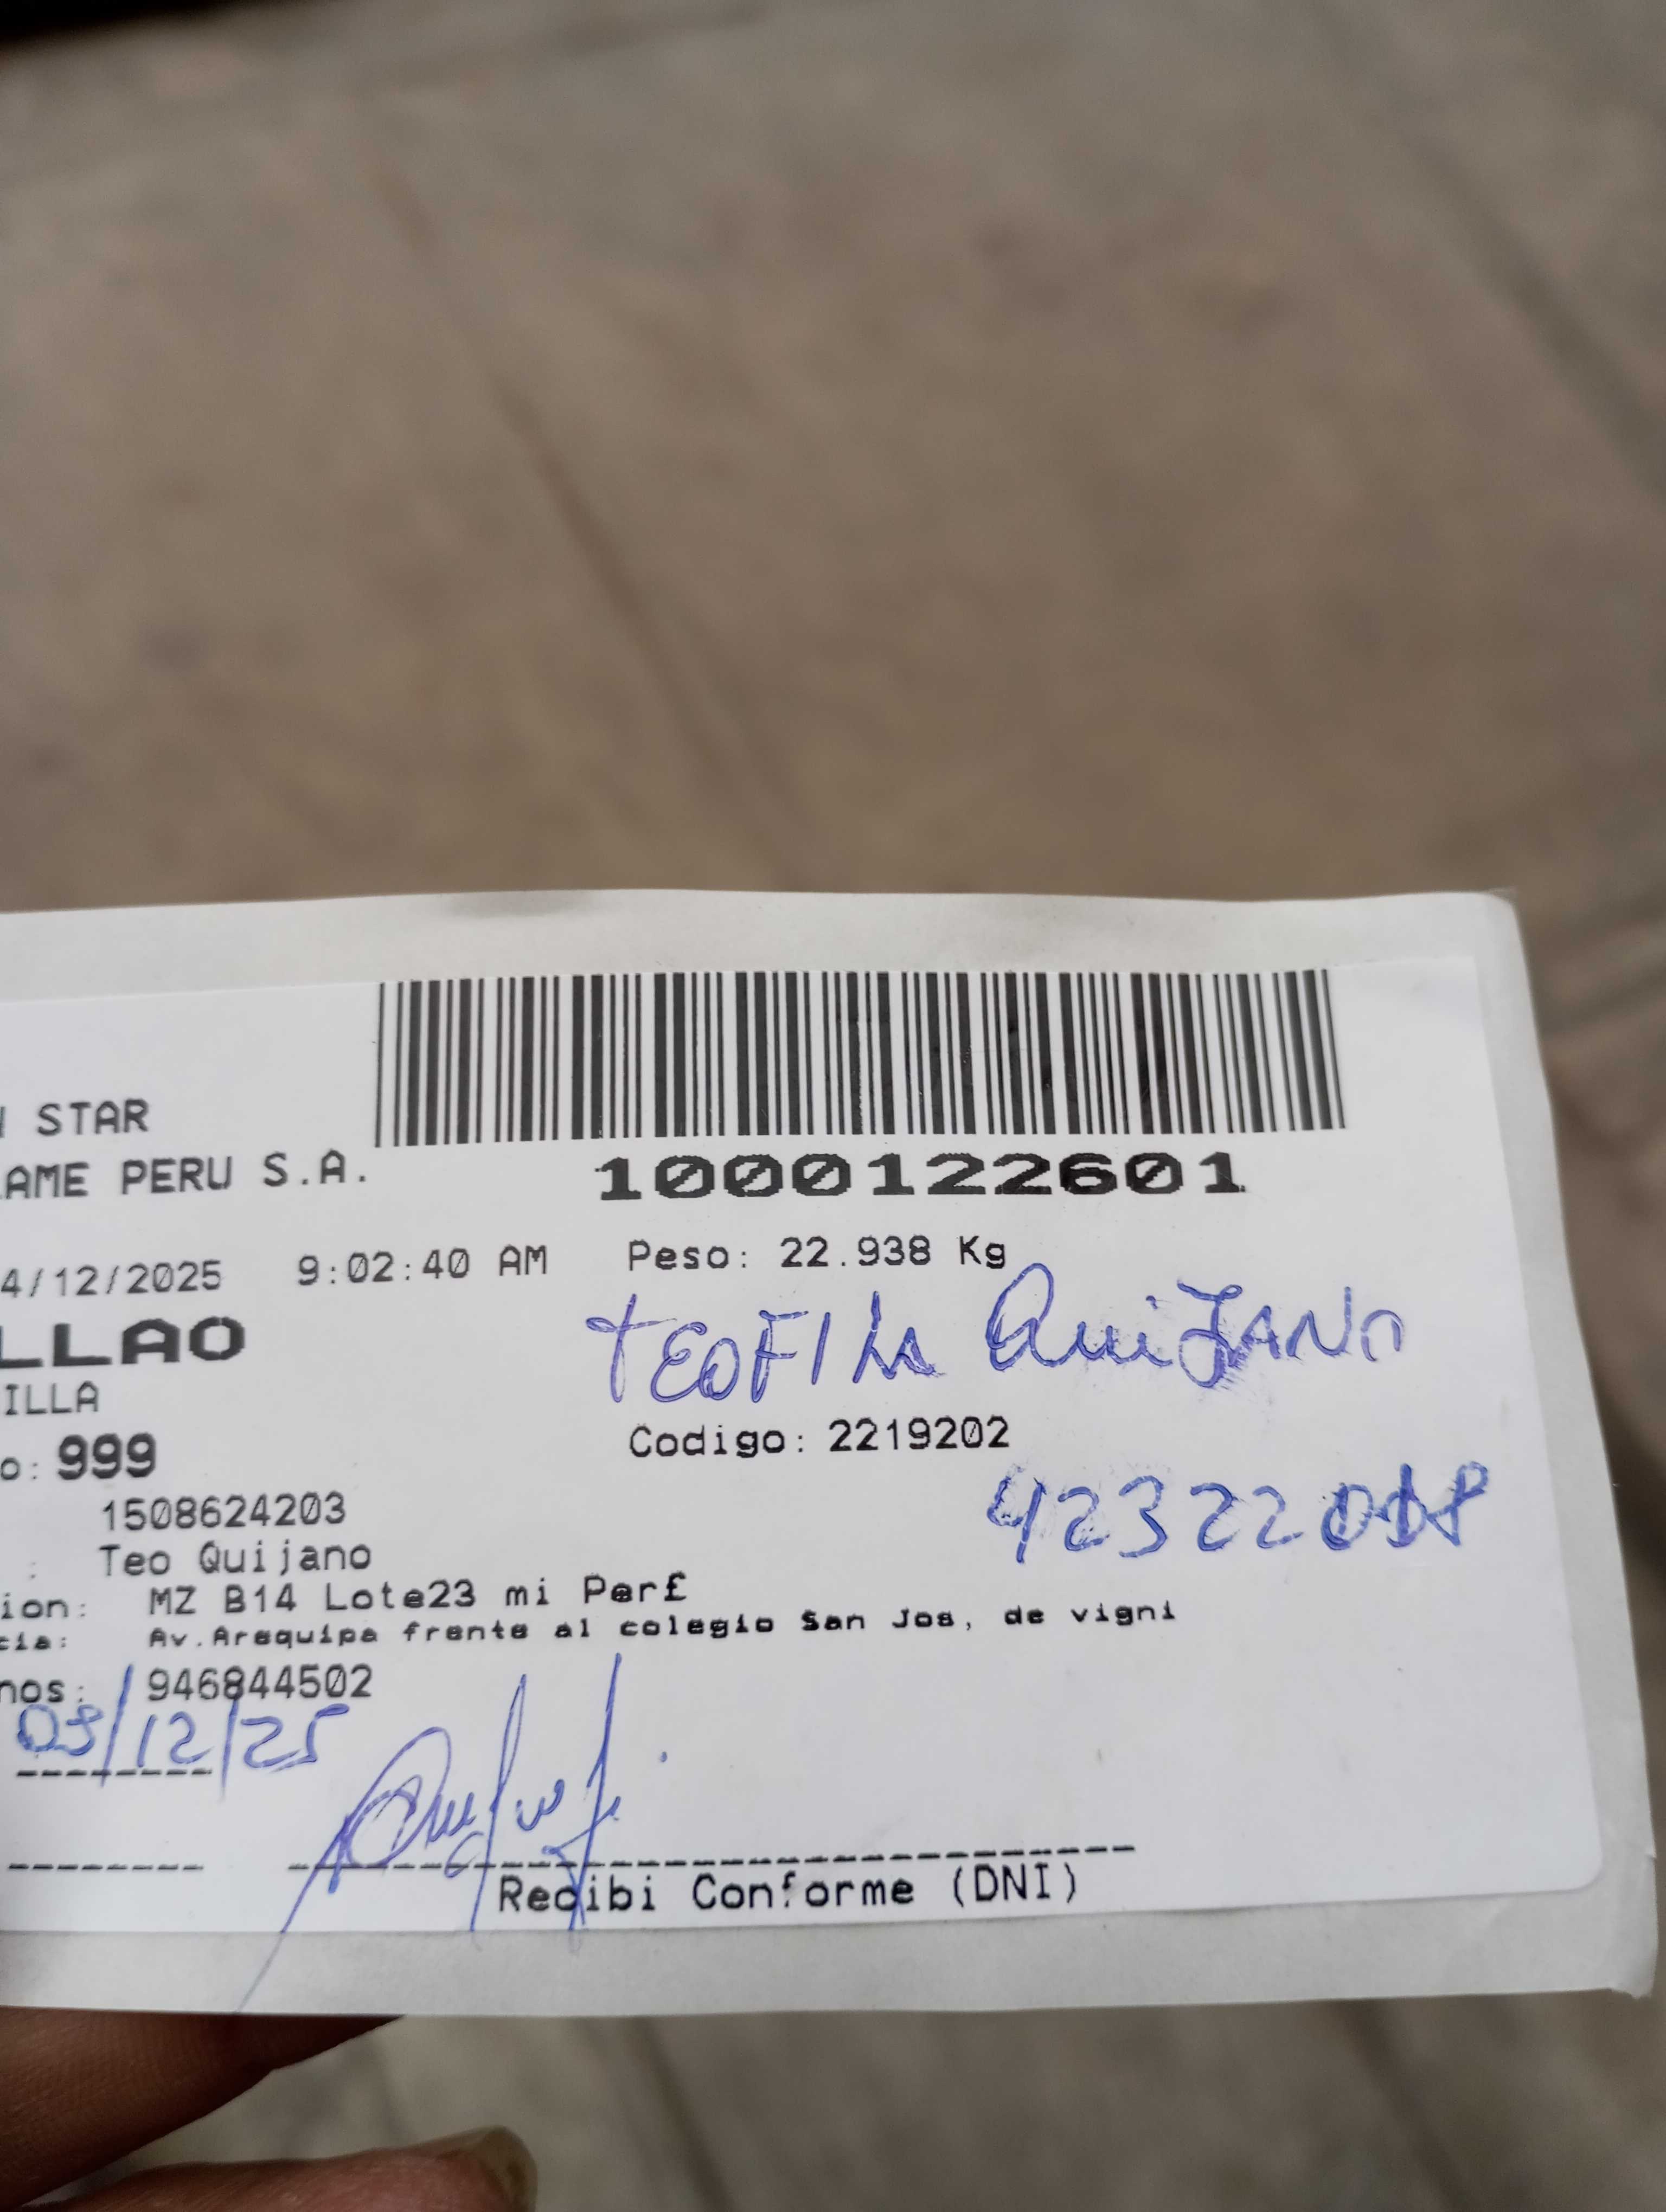 STAR
AME PERU S.A.
1000122601
4/12/2025 9:02:40 AM Peso: 22.938 Kg
LLAO
TEOFILA QuiJANO
ILLA
o: 999
Codigo: 2219202
1508624203
Teo Quijano
ion: MZ B14 Lote23 mi Per£
cia: Av.Arequipa frente al colegio San Jos, de vigni
nos: 946844502
/12/25
Recibi Conforme (DNI)